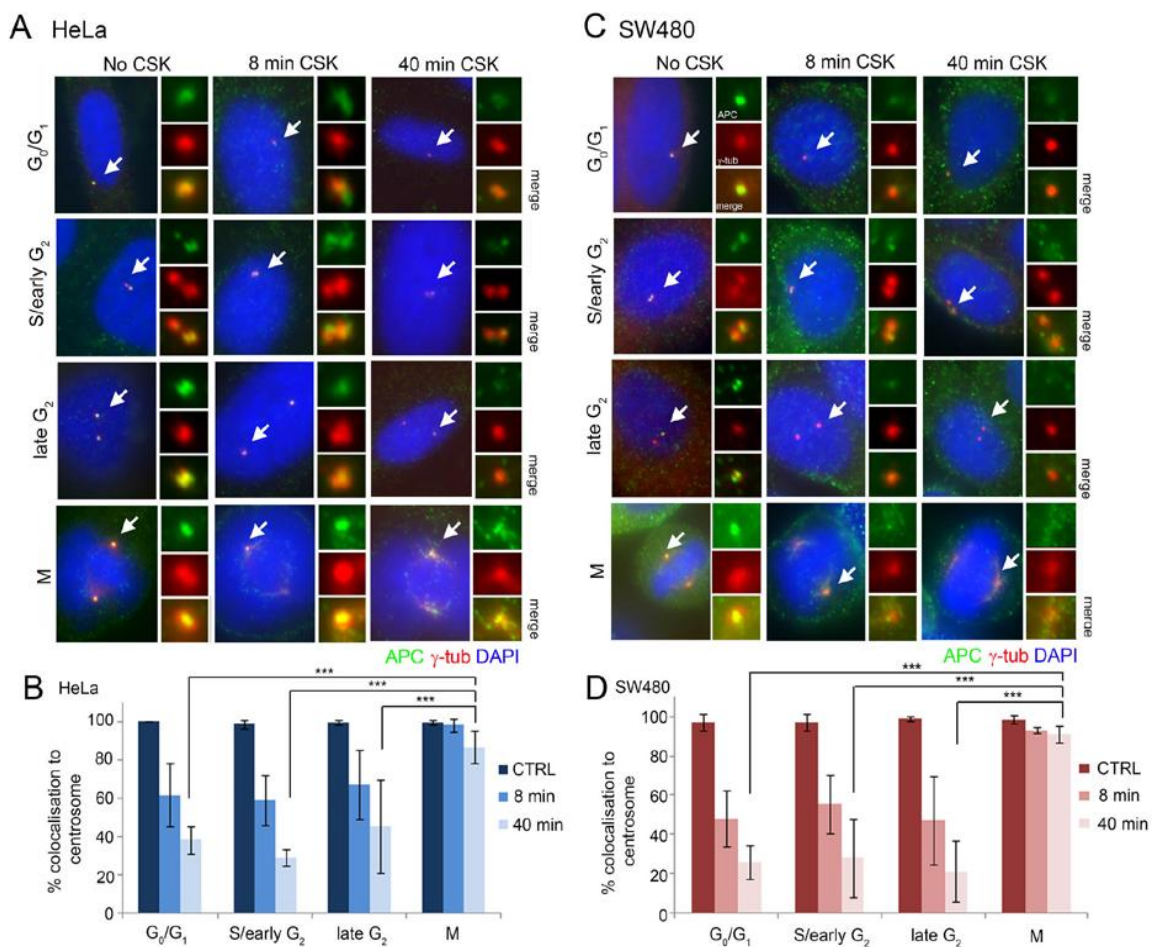 A HeLa
No CSK 8 min CSK 40 min CSK
G0/G1
merge
S/early G2
merge
late G2
merge
M
merge
APC γ-tub DAPI
C SW480
No CSK 8 min CSK 40 min CSK
G0/G1
APC
γ-tub
merge
merge
S/early G2
merge
late G2
merge
M
merge
APC γ-tub DAPI
B HeLa
***
***
***
% colocalisation to
centrosome
100
80
60
40
20
0
G0/G1 S/early G2 late G2 M
CTRL
8 min
40 min
D SW480
***
***
***
% colocalisation to
centrosome
100
80
60
40
20
0
G0/G1 S/early G2 late G2 M
CTRL
8 min
40 min